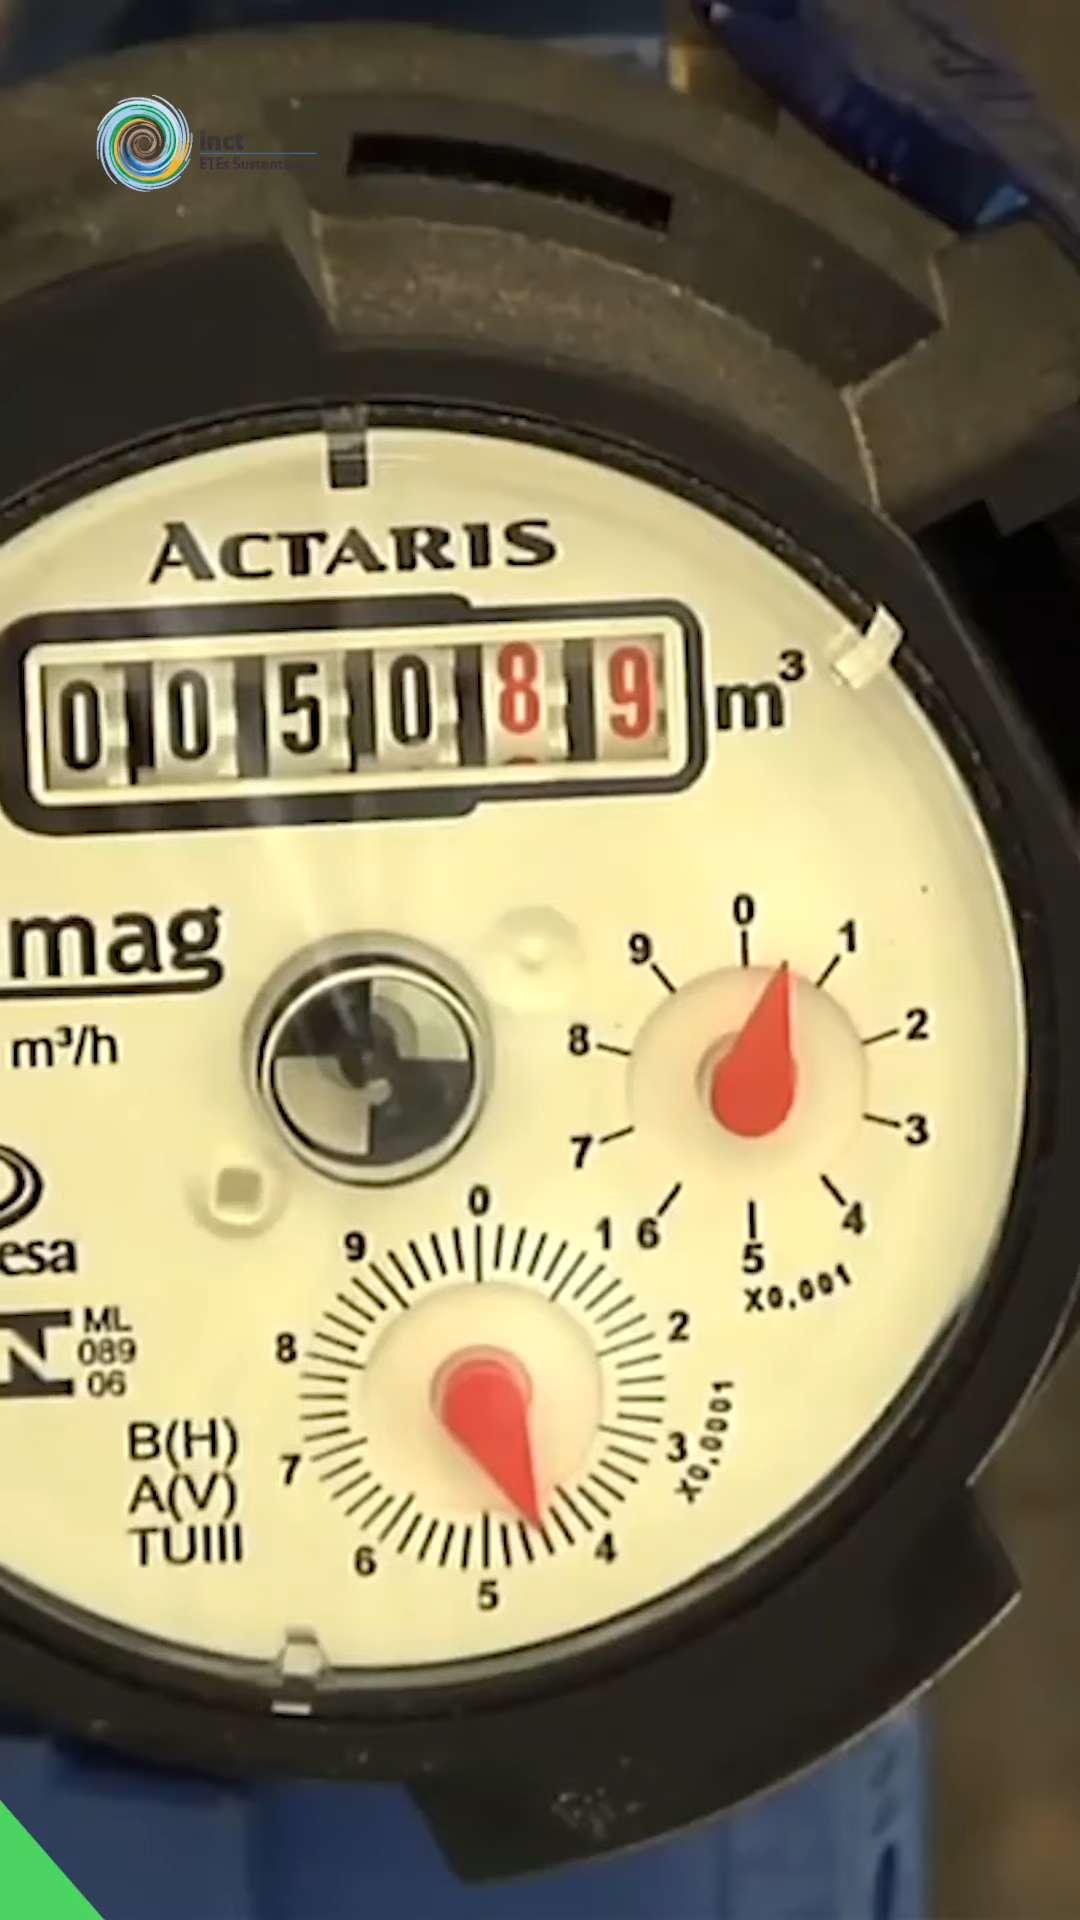 inct
ETEs Sustent
ACTARIS
0 0 5 0 8 9 m³
mag
m³/h
esa
ML
089
06
B(H)
A(V)
TUIII
0
1
2
3
4
5
6
7
8
9
X0,001
0
1
2
3
4
5
6
7
8
9
X0,0001